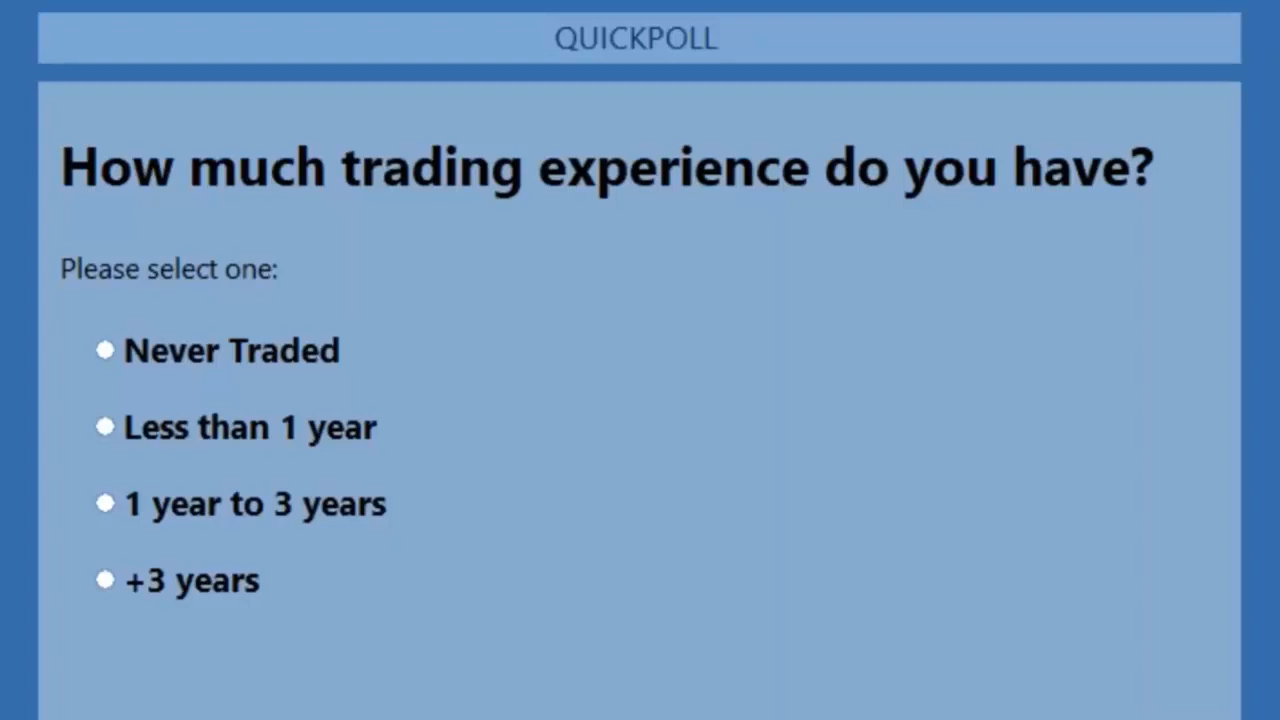 QUICKPOLL
How much trading experience do you have?
Please select one:
Never Traded
Less than 1 year
1 year to 3 years
+3 years